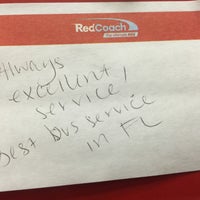 RedCoach
Always
excellent
service!
Best bus service
in FL